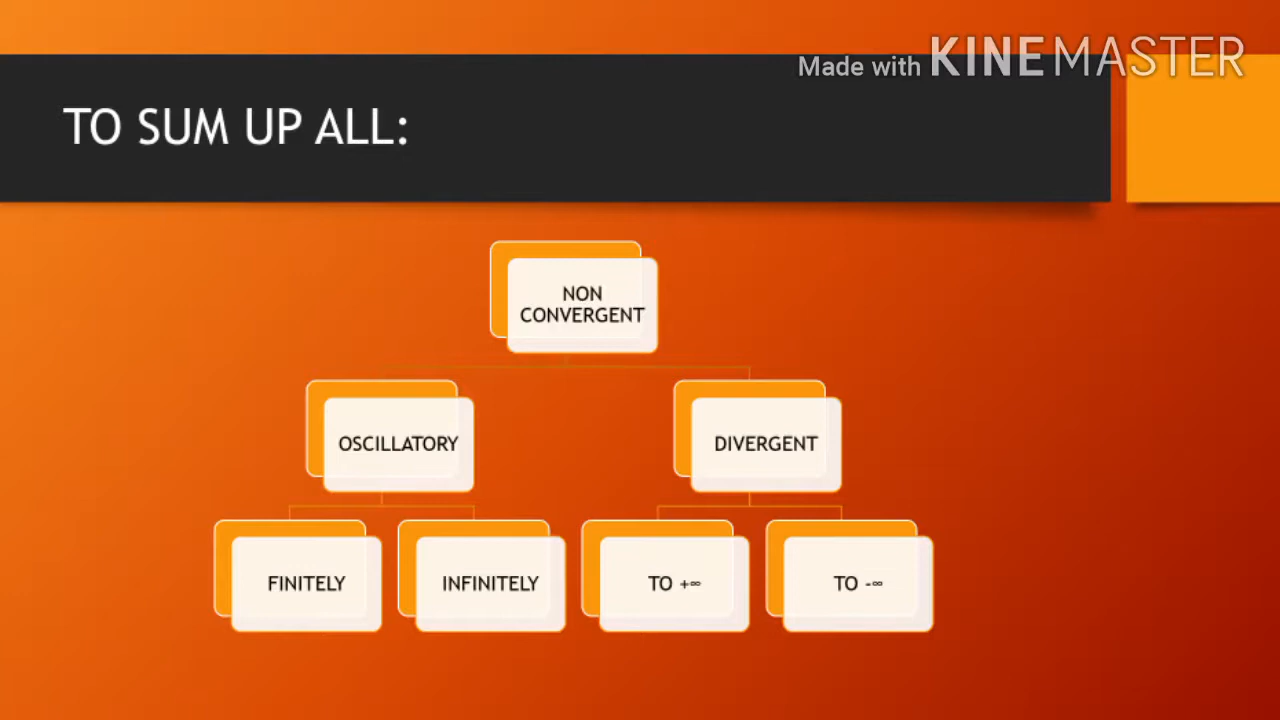 Made with KINEMASTER
TO SUM UP ALL:
NON
CONVERGENT
OSCILLATORY
DIVERGENT
FINITELY
INFINITELY
TO +∞
TO -∞